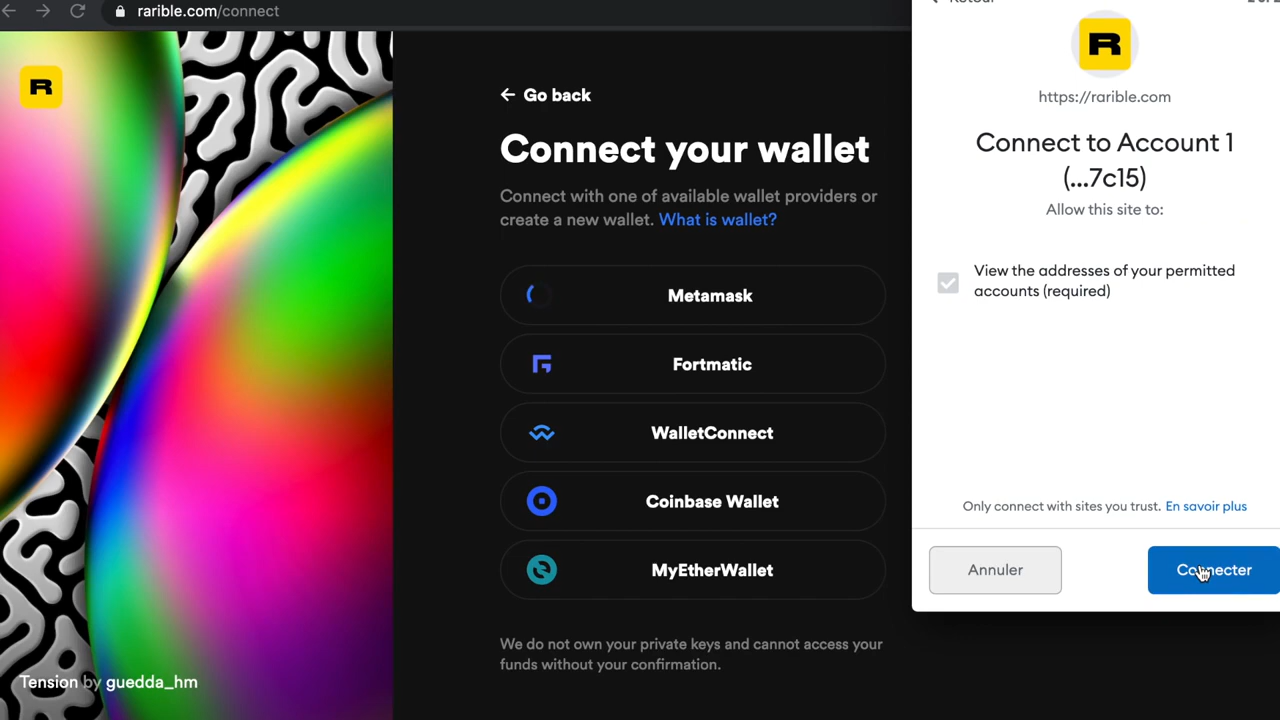 rarible.com/connect
R
Go back
Connect your wallet
Connect with one of available wallet providers or
create a new wallet. What is wallet?
Metamask
Fortmatic
WalletConnect
Coinbase Wallet
MyEtherWallet
We do not own your private keys and cannot access your
funds without your confirmation.
Tension by guedda_hm
R
https://rarible.com
Connect to Account 1
(...7c15)
Allow this site to:
View the addresses of your permitted
accounts (required)
Only connect with sites you trust. En savoir plus
Annuler
Connecter